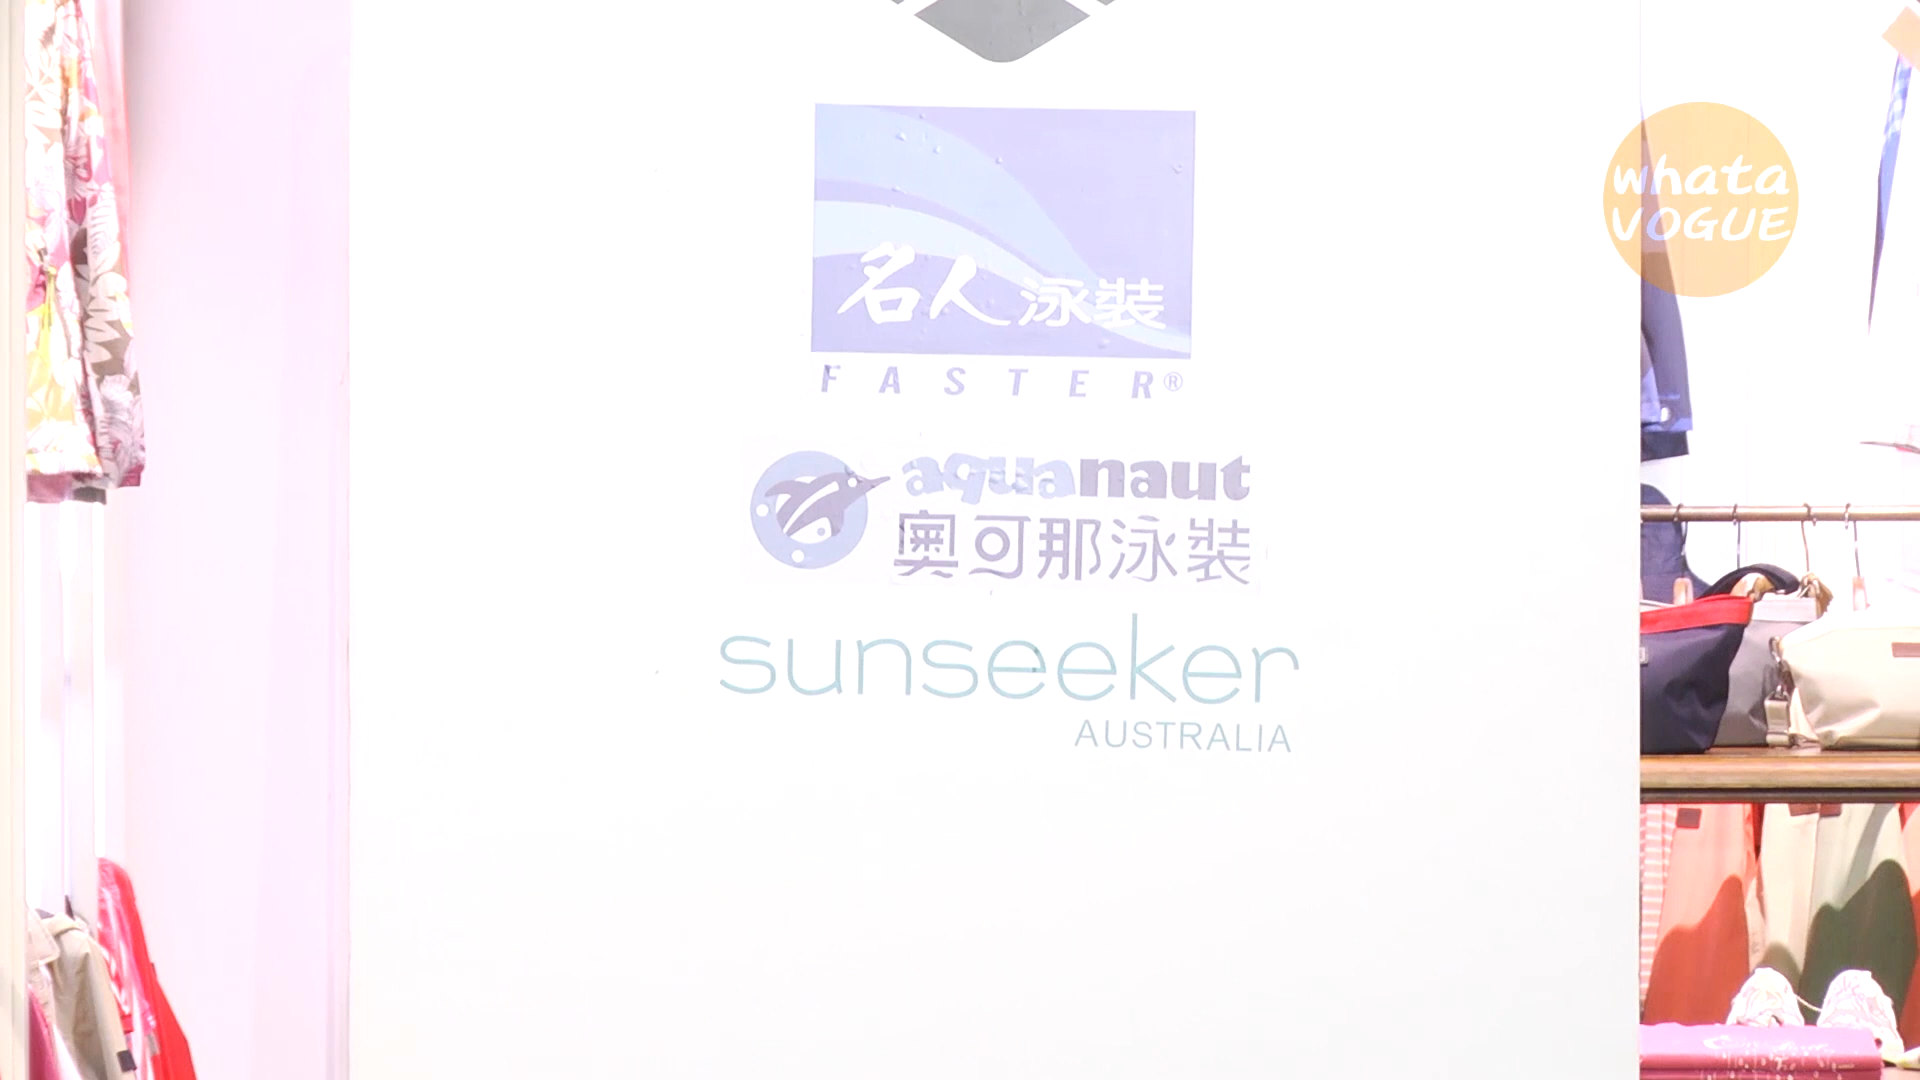 名人泳裝
FASTER®
aquanaut
奧可那泳裝
sunseeker
AUSTRALIA
whata
VOGUE